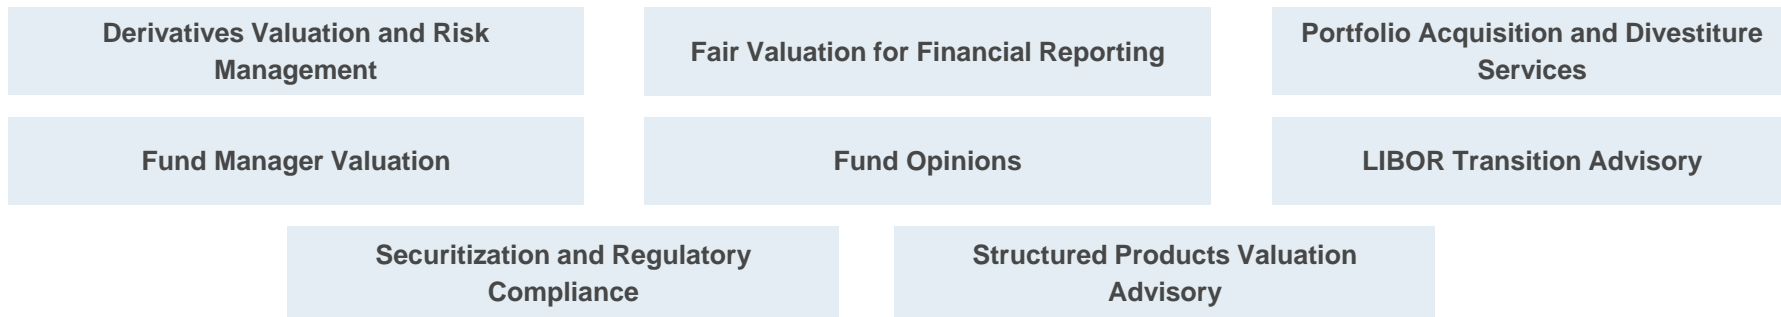 Derivatives Valuation and Risk
Management
Fair Valuation for Financial Reporting
Portfolio Acquisition and Divestiture
Services
Fund Manager Valuation
Fund Opinions
LIBOR Transition Advisory
Securitization and Regulatory
Compliance
Structured Products Valuation
Advisory